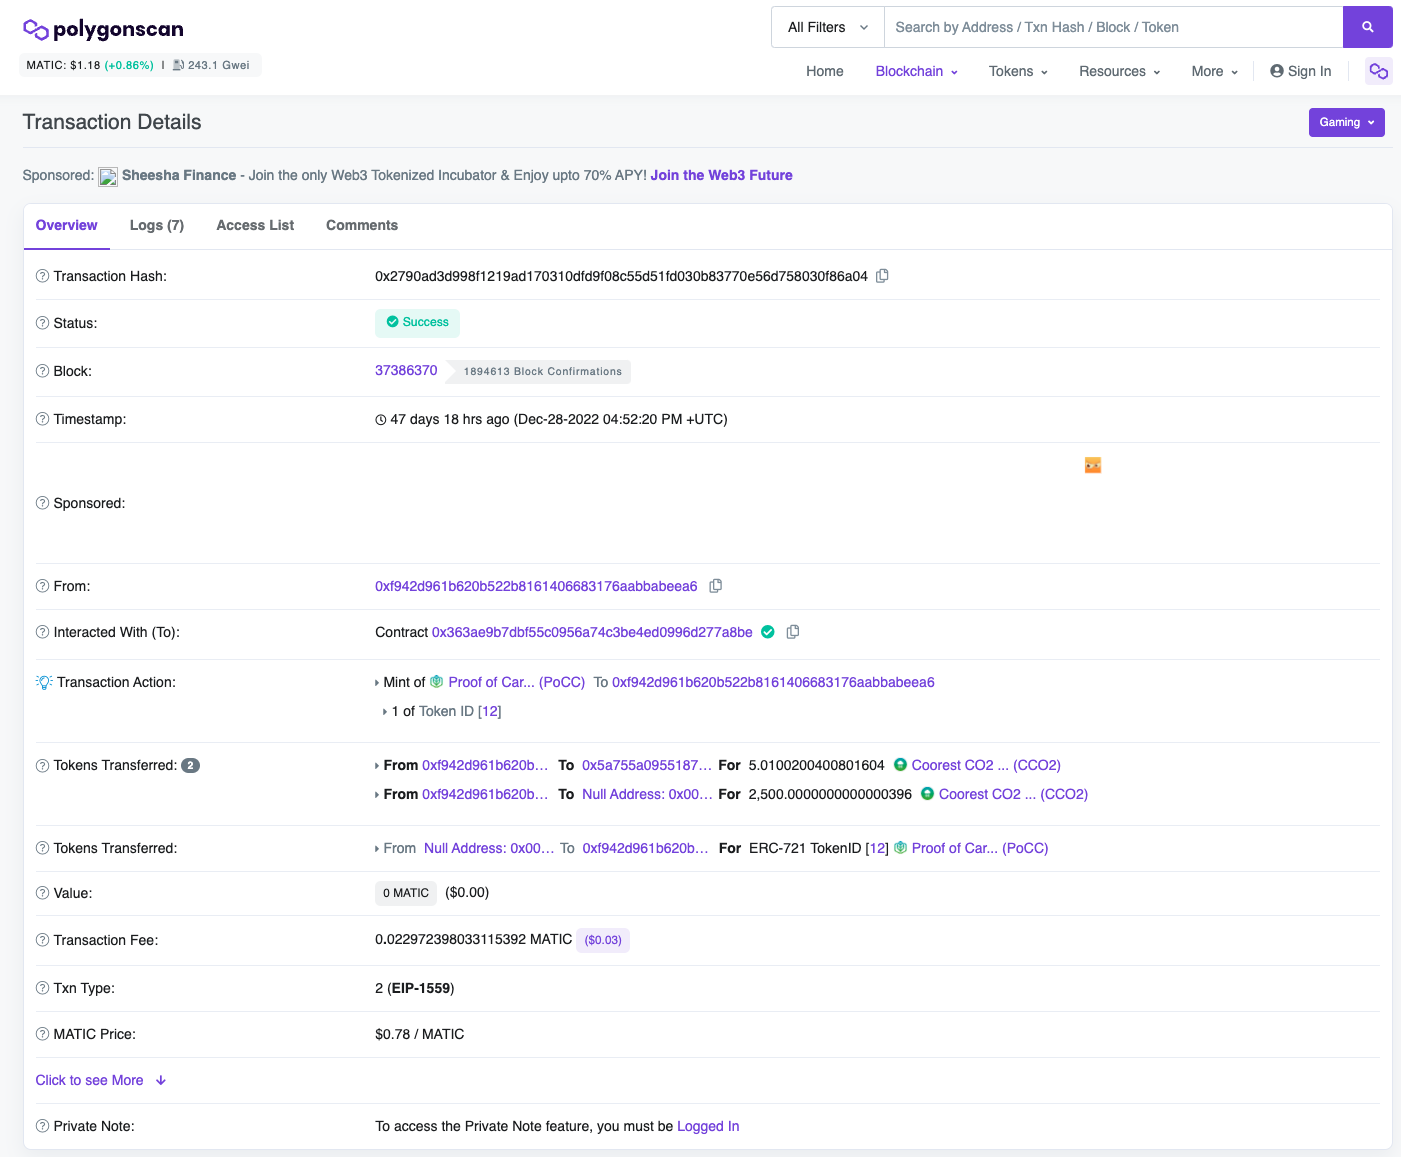 polygonscan
All Filters
Search by Address / Txn Hash / Block / Token
MATIC: $1.18 (+0.86%) | 243.1 Gwei
Home Blockchain Tokens Resources More Sign In
Transaction Details
Gaming
Sponsored: Sheesha Finance - Join the only Web3 Tokenized Incubator & Enjoy upto 70% APY! Join the Web3 Future
Overview Logs (7) Access List Comments
Transaction Hash: 0x2790ad3d998f1219ad170310dfd9f08c55d51fd030b83770e56d758030f86a04
Status: Success
Block: 37386370 1894613 Block Confirmations
Timestamp: 47 days 18 hrs ago (Dec-28-2022 04:52:20 PM +UTC)
Sponsored:
From: 0xf942d961b620b522b8161406683176aabbabeea6
Interacted With (To): Contract 0x363ae9b7dbf55c0956a74c3be4ed0996d277a8be
Transaction Action: Mint of Proof of Car... (PoCC) To 0xf942d961b620b522b8161406683176aabbabeea6
1 of Token ID [12]
Tokens Transferred: 2 From 0xf942d961b620b... To 0x5a755a0955187... For 5.0100200400801604 Coorest CO2 ... (CCO2)
From 0xf942d961b620b... To Null Address: 0x00... For 2,500.0000000000000396 Coorest CO2 ... (CCO2)
Tokens Transferred: From Null Address: 0x00... To 0xf942d961b620b... For ERC-721 TokenID [12] Proof of Car... (PoCC)
Value: 0 MATIC ($0.00)
Transaction Fee: 0.022972398033115392 MATIC ($0.03)
Txn Type: 2 (EIP-1559)
MATIC Price: $0.78 / MATIC
Click to see More
Private Note: To access the Private Note feature, you must be Logged In